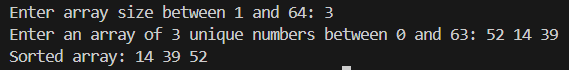 Enter array size between 1 and 64: 3
Enter an array of 3 unique numbers between 0 and 63: 52 14 39
Sorted array: 14 39 52